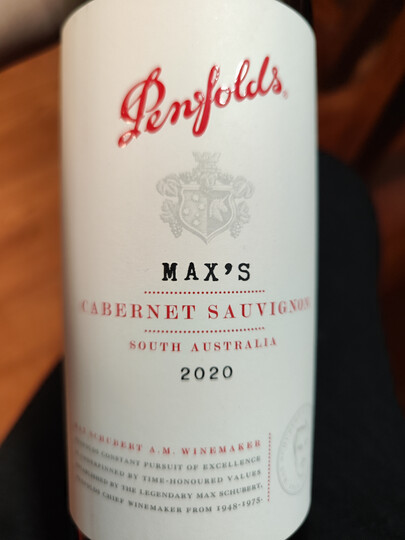 Penfolds
MAX'S
CABERNET SAUVIGNON
SOUTH AUSTRALIA
2020
SCHUBERT A.M. WINEMAKER
CONSTANT PURSUIT OF EXCELLENCE
BY TIME-HONOURED VALUES
BY THE LEGENDARY MAX SCHUBERT,
CHIEF WINEMAKER FROM 1948-1975.